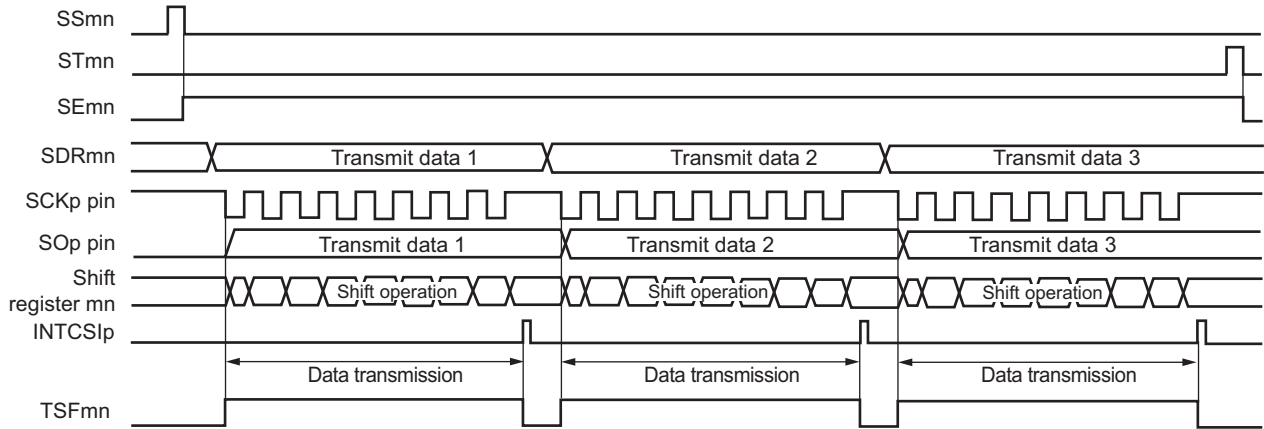 SSmn
STmn
SEmn
SDRmn
Transmit data 1
Transmit data 2
Transmit data 3
SCKp pin
SOp pin
Transmit data 1
Transmit data 2
Transmit data 3
Shift
register mn
Shift operation
Shift operation
Shift operation
INTCSIp
Data transmission
Data transmission
Data transmission
TSFmn